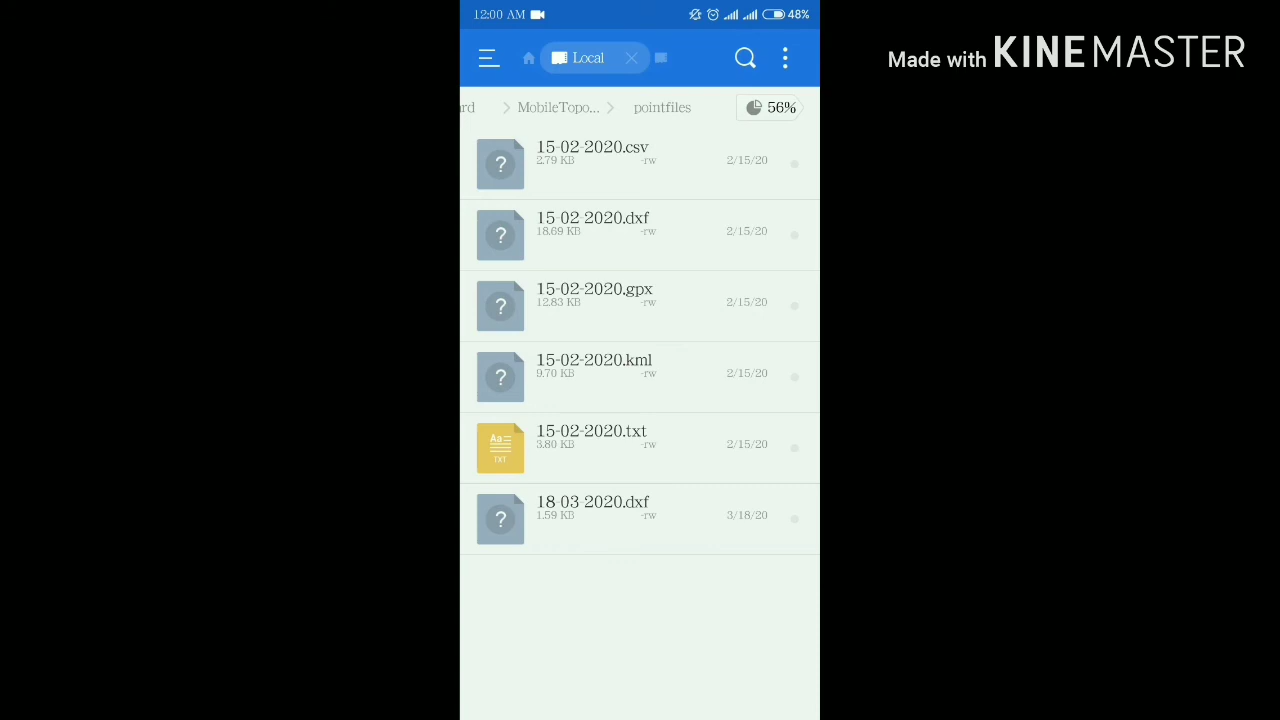 12:00 AM 48%
Made with KINEMASTER
Local
rd MobileTopo... pointfiles 56%
15-02-2020.csv
2.79 KB -rw 2/15/20
15-02-2020.dxf
18.69 KB -rw 2/15/20
15-02-2020.gpx
12.83 KB -rw 2/15/20
15-02-2020.kml
9.70 KB -rw 2/15/20
Aa
TXT
15-02-2020.txt
3.80 KB -rw 2/15/20
18-03-2020.dxf
1.59 KB -rw 3/18/20